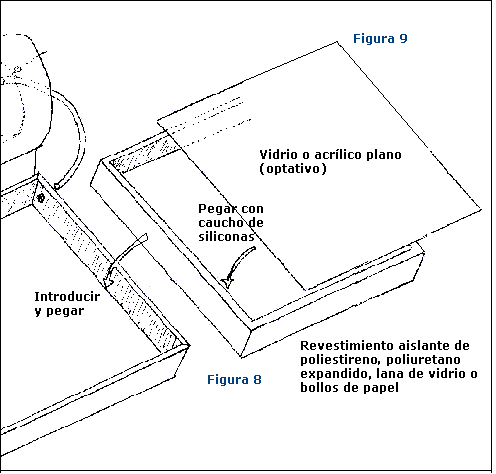 Figura 9
Vidrio o acrílico plano
(optativo)
Pegar con
caucho de
siliconas
Introducir
y pegar
Revestimiento aislante de
poliestireno, poliuretano
expandido, lana de vidrio o
bollos de papel
Figura 8